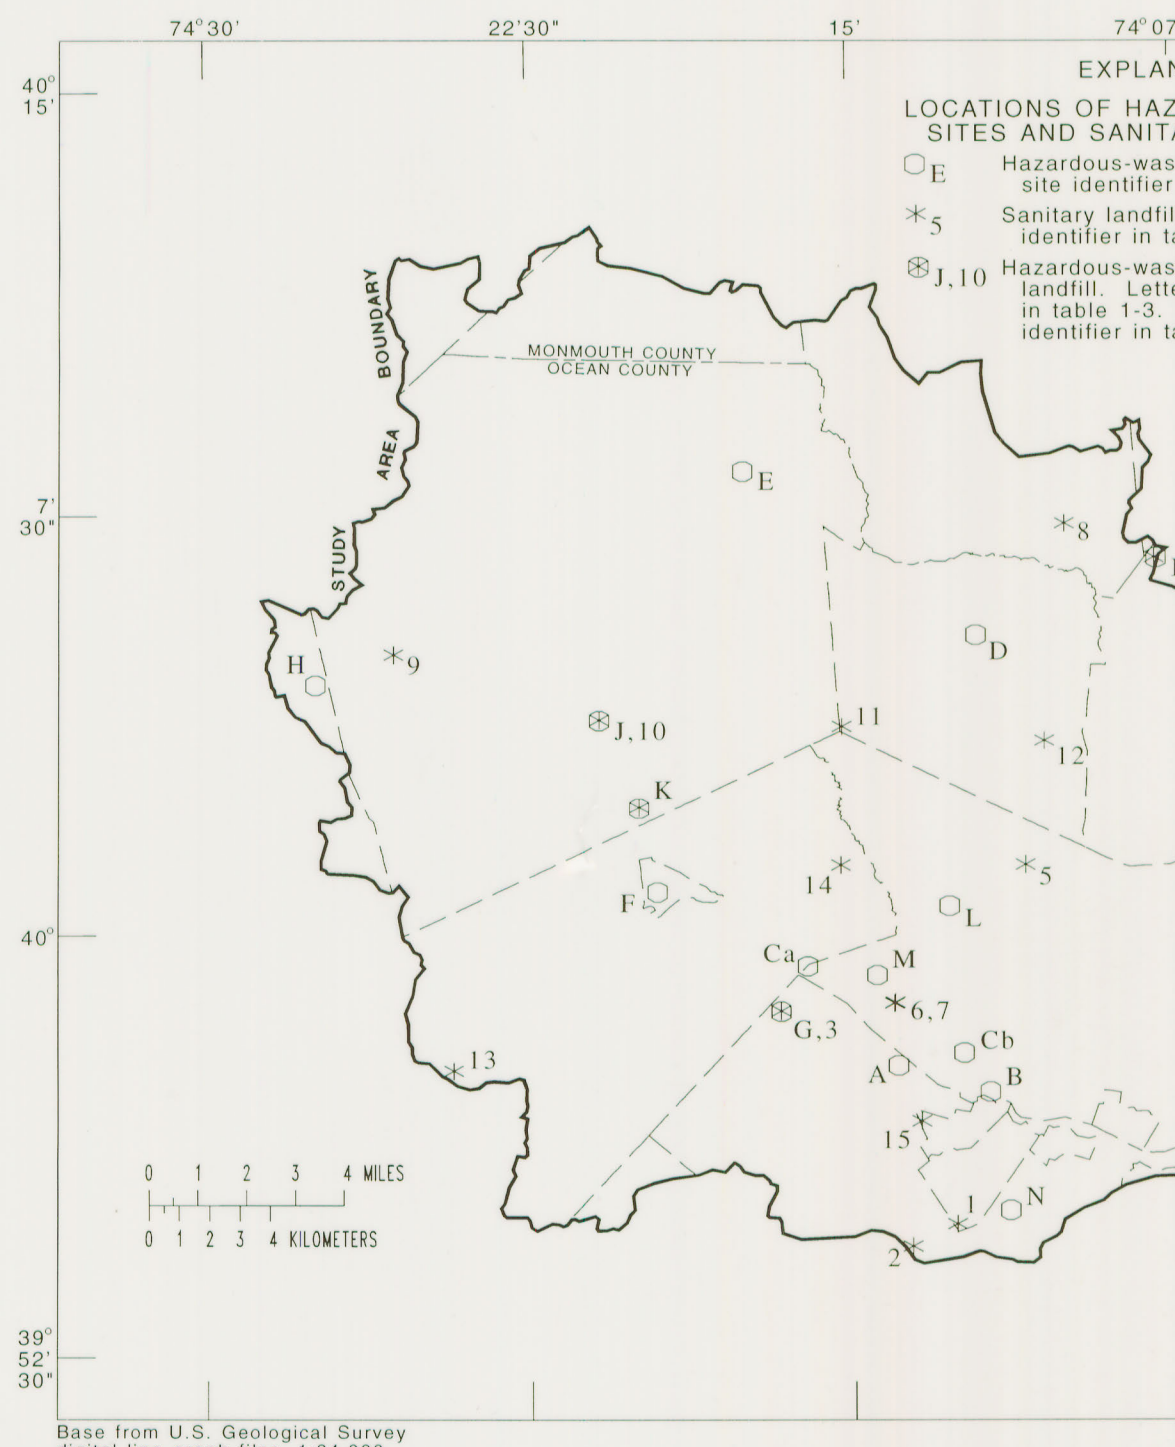 74°30'
22'30"
15'
74°07
40°
15'
EXPLAN
LOCATIONS OF HAZ
SITES AND SANITA
E
Hazardous-was
site identifier
5
Sanitary landfil
identifier in ta
J,10
Hazardous-was
landfill. Lette
in table 1-3.
identifier in ta
STUDY AREA BOUNDARY
MONMOUTH COUNTY
OCEAN COUNTY
E
7'
30"
8
D
H
9
J,10
11
12
K
14
5
F
L
40°
Ca
M
6,7
G,3
Cb
13
A
B
15
0 1 2 3 4 MILES
0 1 2 3 4 KILOMETERS
1
N
2
39°
52'
30"
Base from U.S. Geological Survey